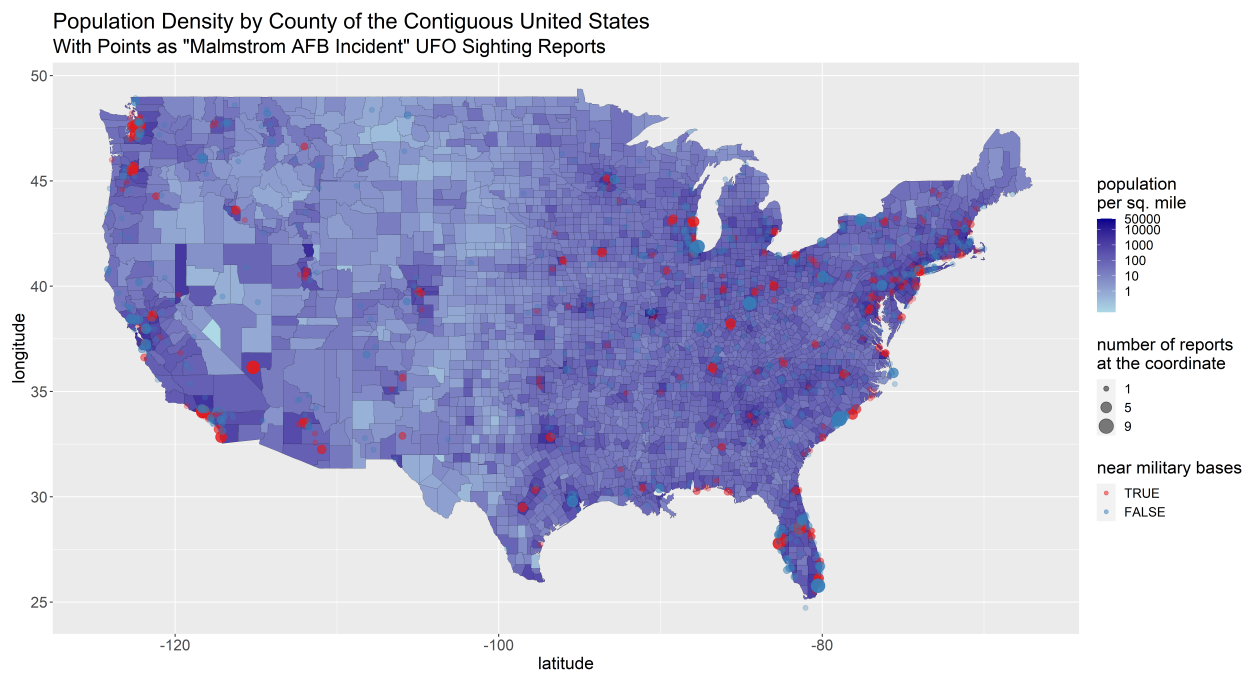 Population Density by County of the Contiguous United States
With Points as "Malmstrom AFB Incident" UFO Sighting Reports
50
45
40
35
30
25
longitude
-120
-100
-80
latitude
population
per sq. mile
50000
10000
1000
100
10
1
number of reports
at the coordinate
1
5
9
near military bases
TRUE
FALSE